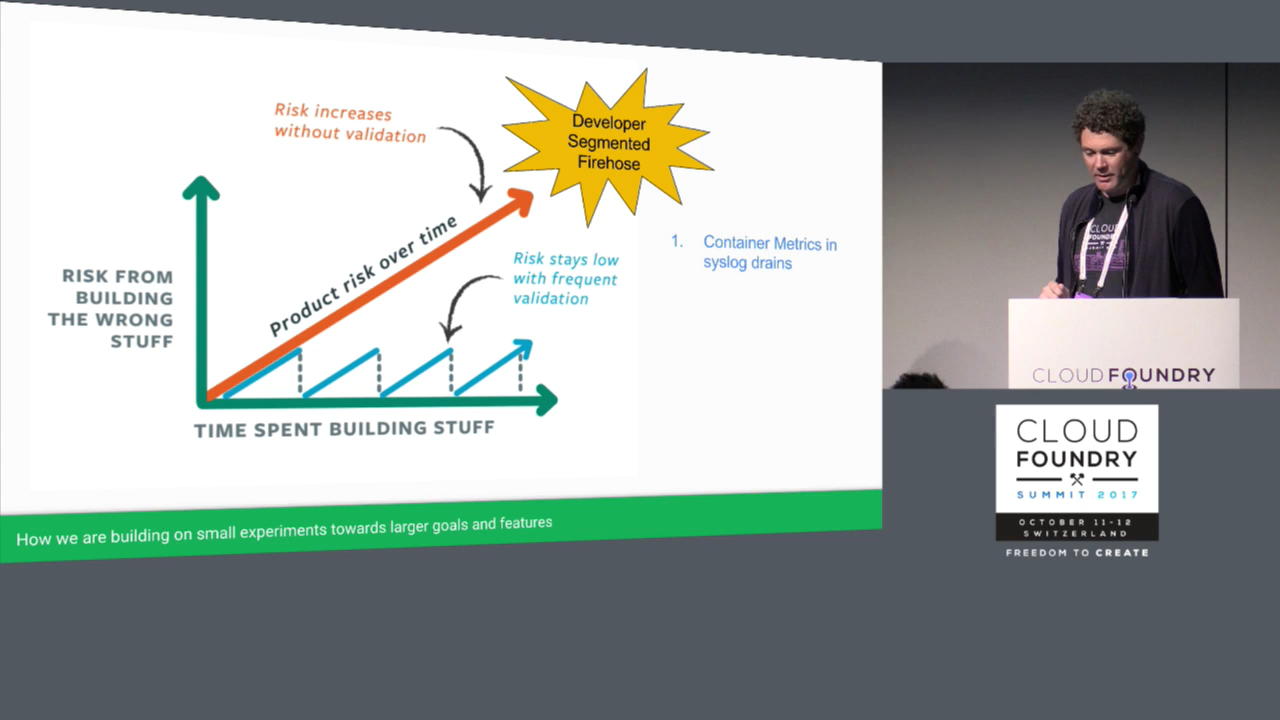 Risk increases
without validation
Developer
Segmented
Firehose
Product risk over time
RISK FROM
BUILDING
THE WRONG
STUFF
Risk stays low
with frequent
validation
1. Container Metrics in
syslog drains
TIME SPENT BUILDING STUFF
How we are building on small experiments towards larger goals and features
CLOUD
FOUNDRY
CLOUD FOUNDRY
CLOUD
FOUNDRY
SUMMIT 2017
OCTOBER 11-12
SWITZERLAND
FREEDOM TO CREATE